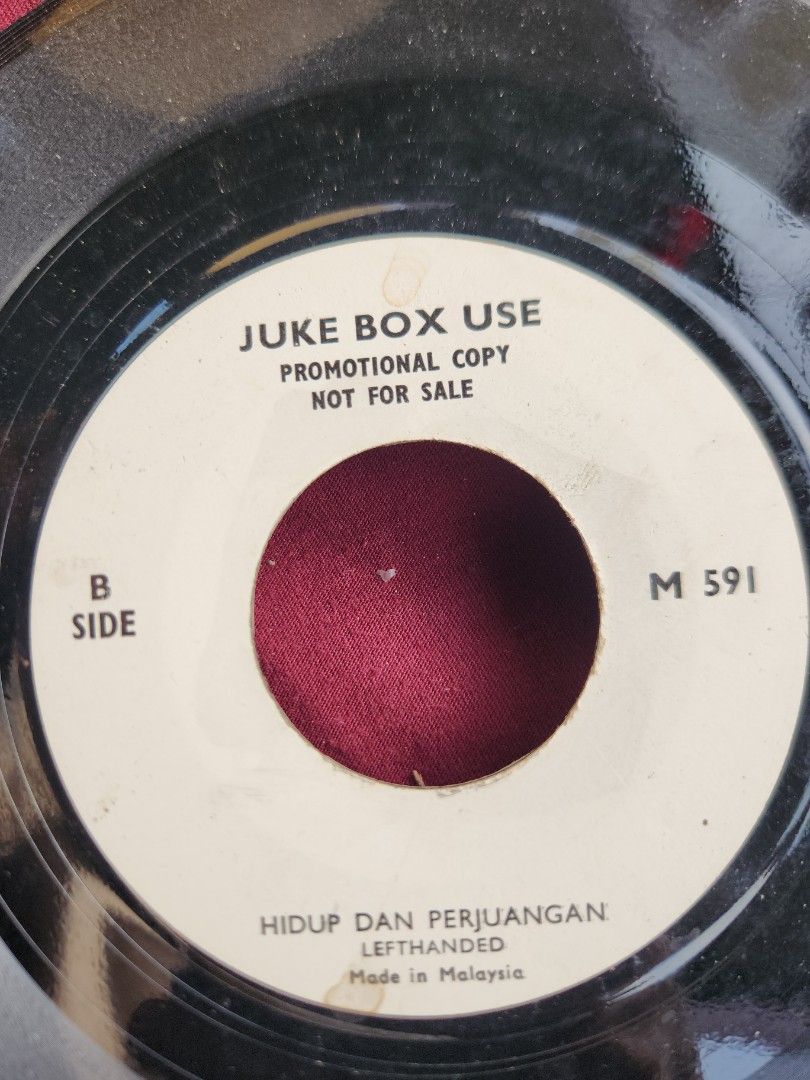 JUKE BOX USE
PROMOTIONAL COPY
NOT FOR SALE
B
SIDE
M 591
HIDUP DAN PERJUANGAN
LEFTHANDED
Made in Malaysia